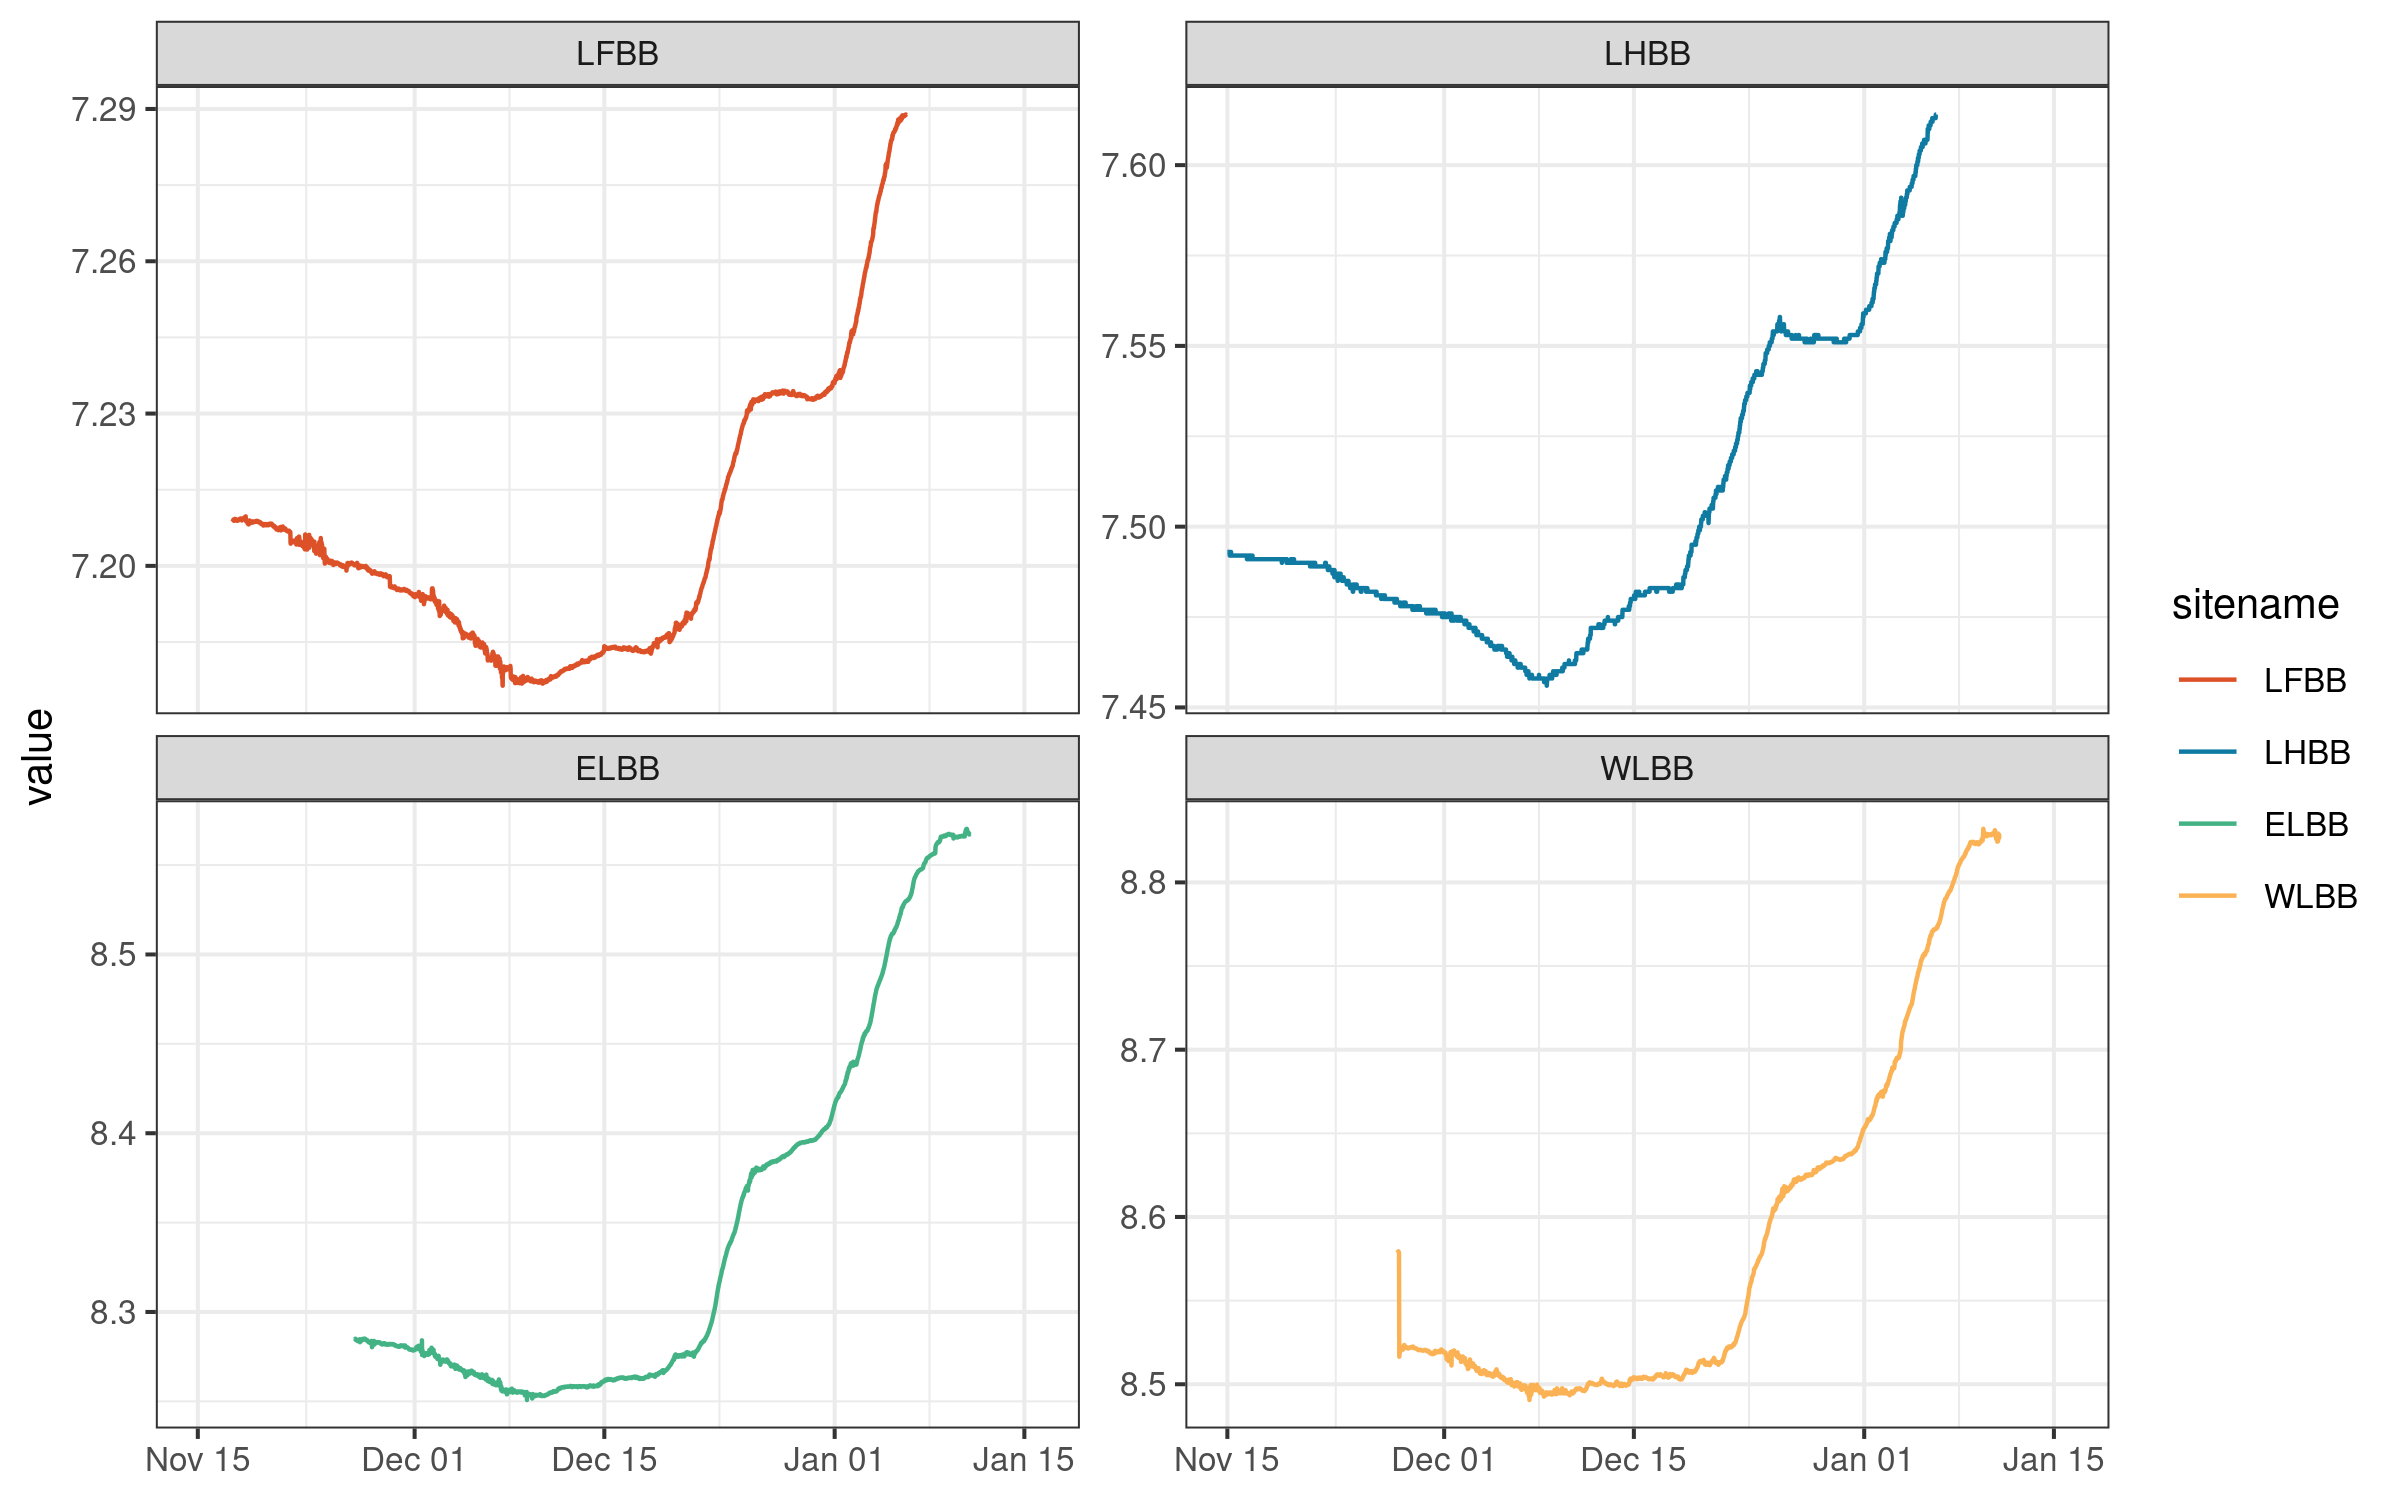 LFBB
LHBB
7.29
7.26
7.23
7.20
7.60
7.55
7.50
7.45
value
ELBB
WLBB
8.5
8.4
8.3
8.8
8.7
8.6
8.5
Nov 15
Dec 01
Dec 15
Jan 01
Jan 15
Nov 15
Dec 01
Dec 15
Jan 01
Jan 15
sitename
LFBB
LHBB
ELBB
WLBB